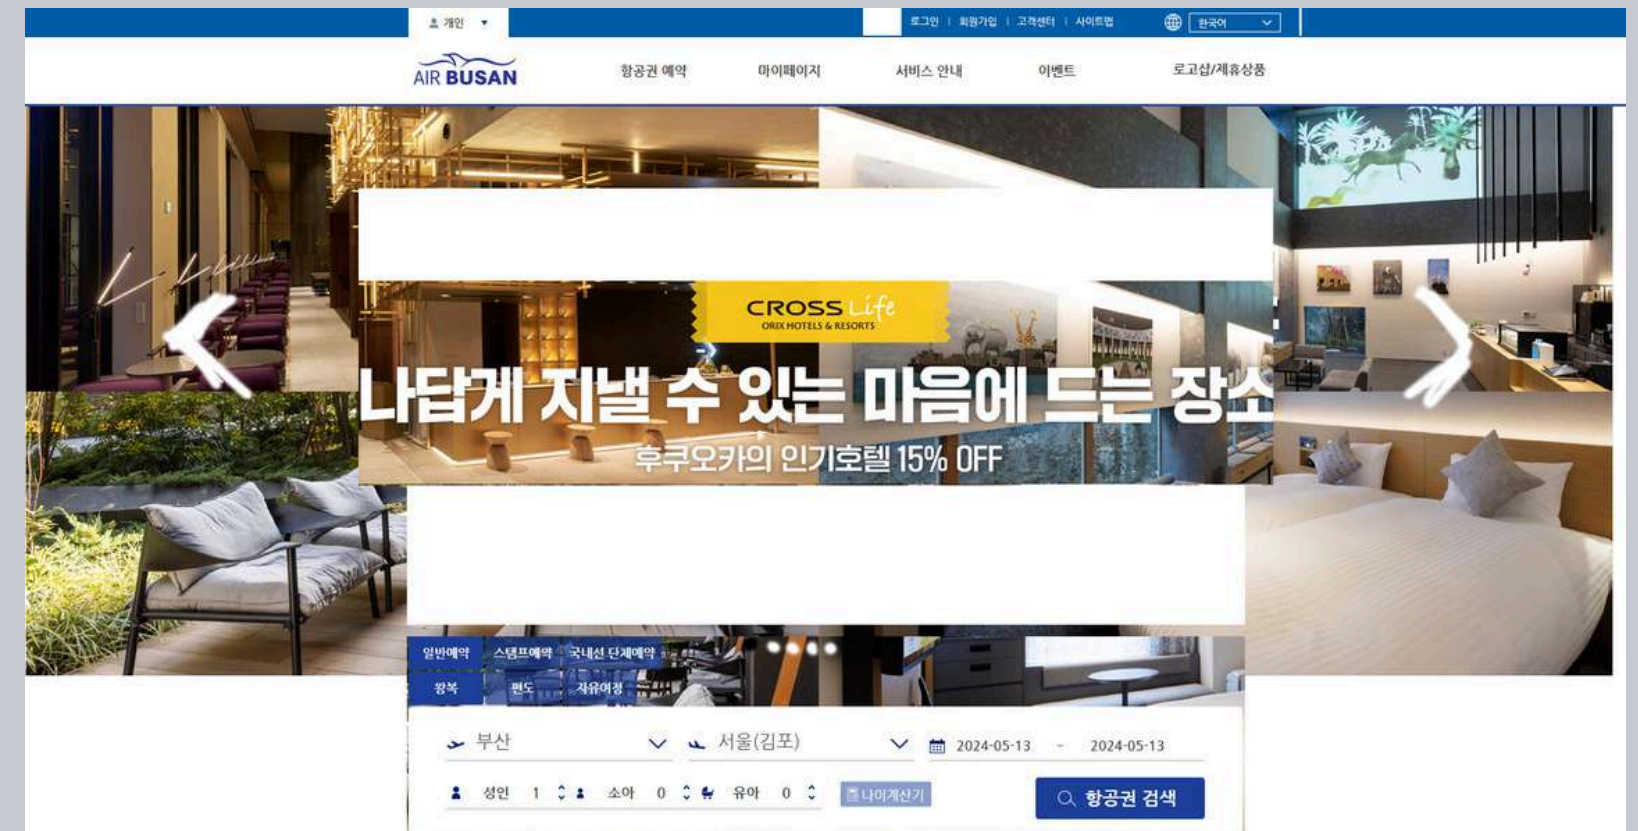 개인
로그인 | 회원가입 | 고객센터 | 사이트맵
한국어
AIR BUSAN
항공권 예약 마이페이지 서비스 안내 이벤트 로고샵/제휴상품
CROSS Life
ORIX HOTELS & RESORTS
나답게 지낼 수 있는 마음에 드는 장소
후쿠오카의 인기호텔 15% OFF
일반예약 스탬프예약 국내선 단체예약
왕복 편도 자유여정
부산 서울(김포) 2024-05-13 - 2024-05-13
성인 1 소아 0 유아 0 나이계산기 항공권 검색